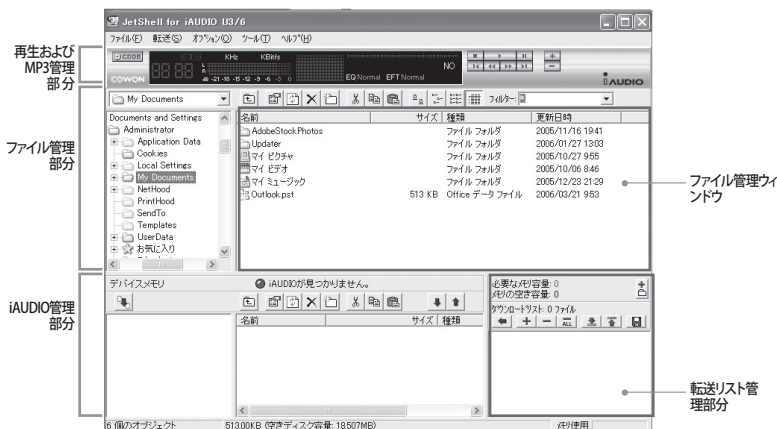 JetShell for iAUDIO U3/6
ファイル(F) 転送(S) オプション(O) ツール(T) ヘルプ(H)
再生および
MP3管理
部分
CDDB
KHz KBit/s
L
R
dB -21 -18 -15 -12 -9 -6 -3 0
EQ Normal EFT Normal
NO
COWON
iAUDIO
My Documents
フィルター:
ファイル管理
部分
Documents and Settings
Administrator
Application Data
Cookies
Local Settings
My Documents
NetHood
PrintHood
SendTo
Templates
UserData
お気に入り
名前 サイズ 種類 更新日時
AdobeStockPhotos ファイル フォルダ 2005/11/16 19:41
Updater ファイル フォルダ 2006/01/27 13:03
マイ ピクチャ ファイル フォルダ 2005/10/27 9:55
マイ ビデオ ファイル フォルダ 2005/10/06 8:46
マイ ミュージック ファイル フォルダ 2005/12/23 21:29
Outlook.pst 513 KB Office データ ファイル 2006/03/21 9:53
ファイル管理ウィ
ンドウ
iAUDIO管理
部分
デバイスメモリ
iAUDIOが見つかりません。
名前 サイズ 種類
必要なメモリ容量: 0
メモリの空き容量: 0
ダウンロードリスト: 0 ファイル
ALL
転送リスト管
理部分
6 個のオブジェクト 513.00KB (空きディスク容量: 18,507MB) メモリ使用